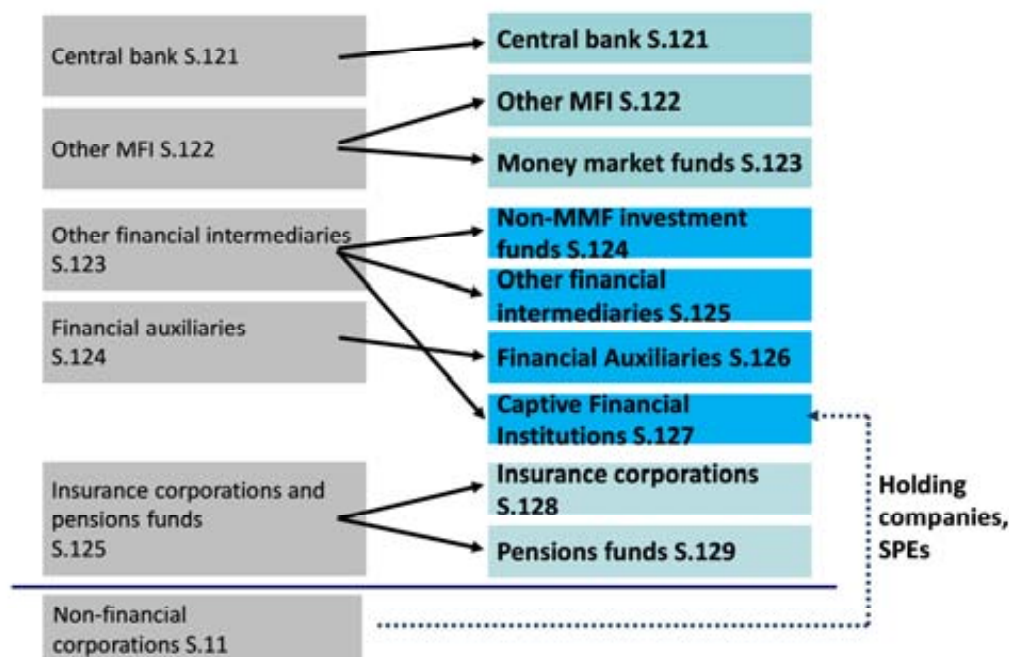 Central bank S.121
Other MFI S.122
Other financial intermediaries
S.123
Financial auxiliaries
S.124
Insurance corporations and
pensions funds
S.125
Non-financial
corporations S.11
Central bank S.121
Other MFI S.122
Money market funds S.123
Non-MMF investment
funds S.124
Other financial
intermediaries S.125
Financial Auxiliaries S.126
Captive Financial
Institutions S.127
Insurance corporations
S.128
Pensions funds S.129
Holding
companies,
SPEs